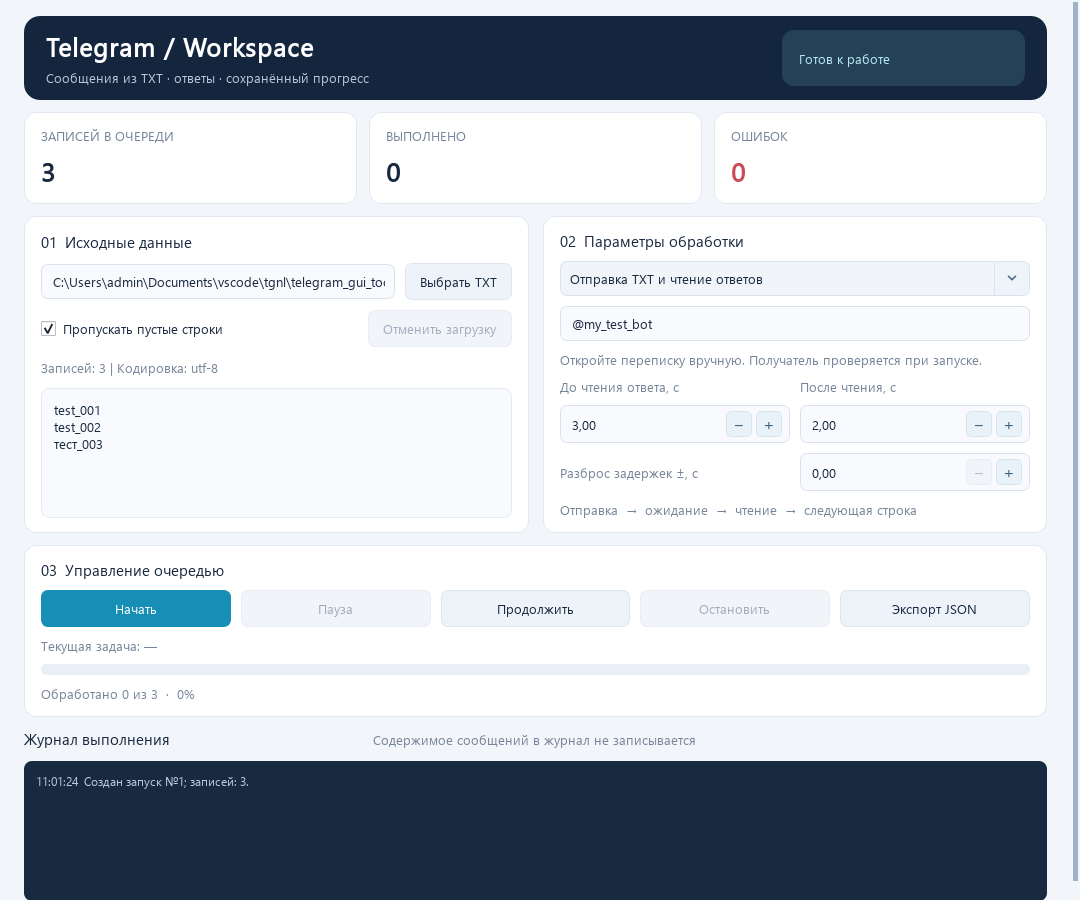 Telegram / Workspace
Сообщения из TXT · ответы · сохранённый прогресс
Готов к работе
ЗАПИСЕЙ В ОЧЕРЕДИ
3
ВЫПОЛНЕНО
0
ОШИБОК
0
01 Исходные данные
C:\Users\admin\Documents\vscode\tgnl\telegram_gui_too
Выбрать TXT
Пропускать пустые строки
Отменить загрузку
Записей: 3 | Кодировка: utf-8
test_001
test_002
тест_003
02 Параметры обработки
Отправка TXT и чтение ответов
@my_test_bot
Откройте переписку вручную. Получатель проверяется при запуске.
До чтения ответа, с
После чтения, с
3,00 − +
2,00 − +
Разброс задержек ±, с
0,00 − +
Отправка → ожидание → чтение → следующая строка
03 Управление очередью
Начать
Пауза
Продолжить
Остановить
Экспорт JSON
Текущая задача: —
Обработано 0 из 3 · 0%
Журнал выполнения
Содержимое сообщений в журнал не записывается
11:01:24 Создан запуск №1; записей: 3.